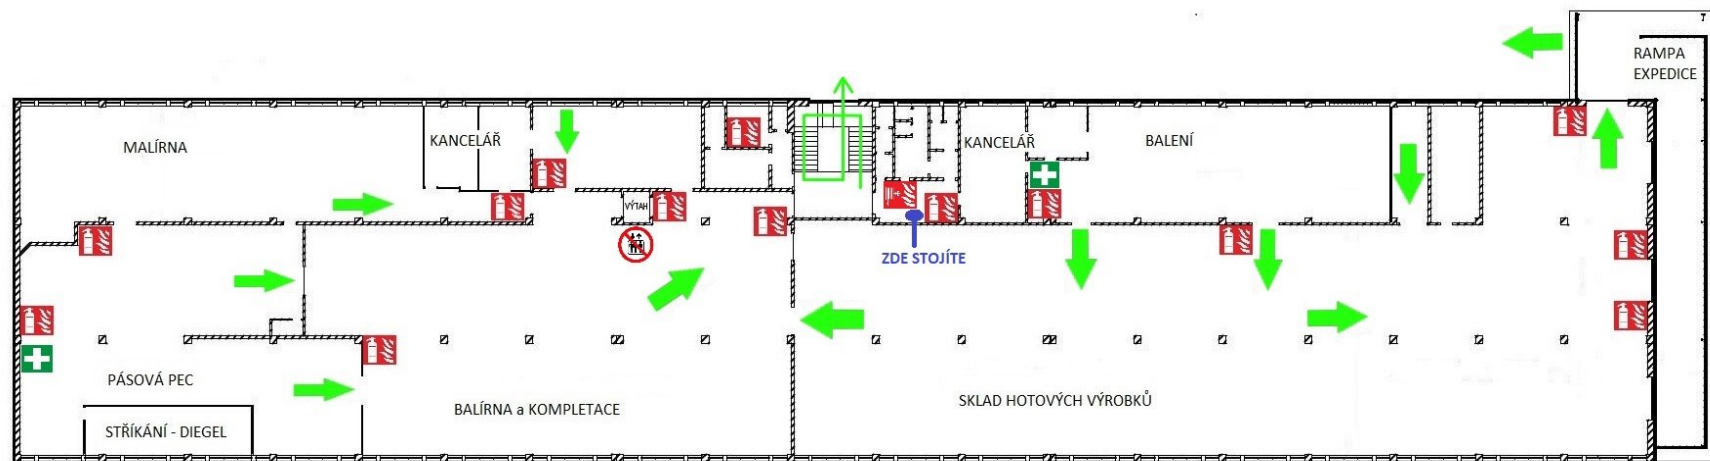 RAMPA
EXPEDICE
MALÍRNA
KANCELÁŘ
KANCELÁŘ
BALENÍ
VÝTAH
ZDE STOJÍTE
PÁSOVÁ PEC
STŘÍKÁNÍ - DIEGEL
BALÍRNA a KOMPLETACE
SKLAD HOTOVÝCH VÝROBKŮ